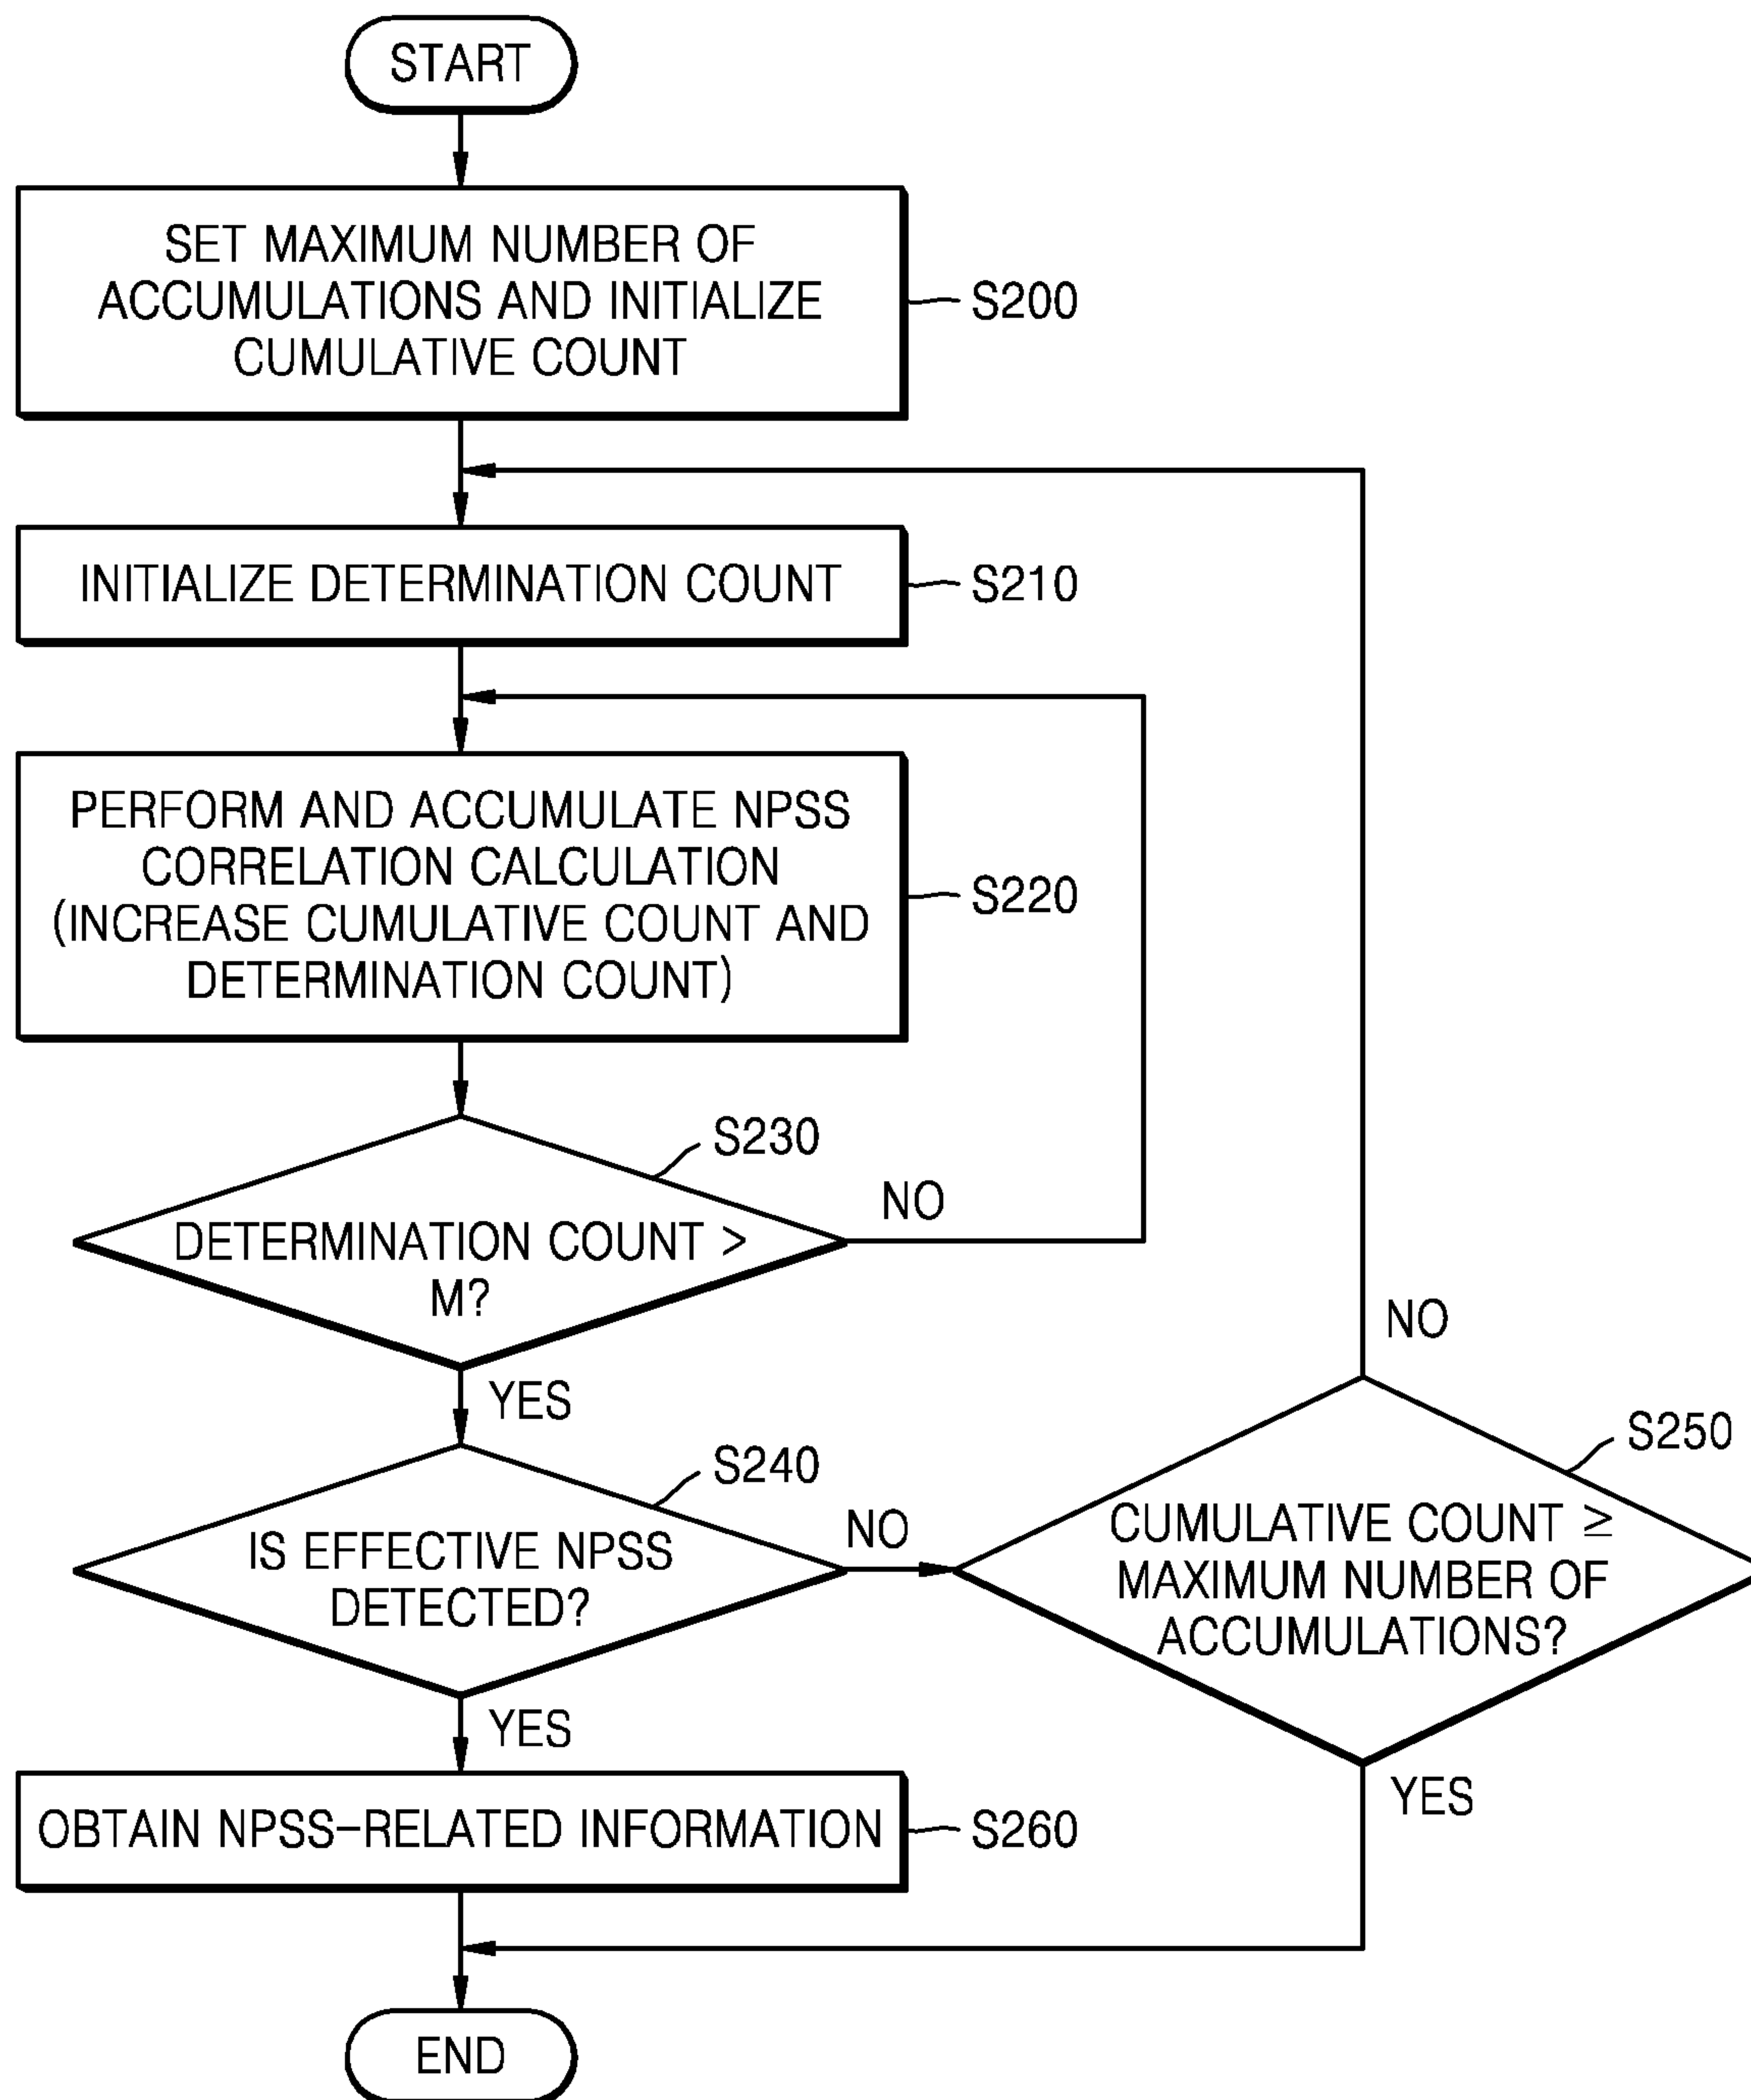 START
SET MAXIMUM NUMBER OF
ACCUMULATIONS AND INITIALIZE
CUMULATIVE COUNT
S200
INITIALIZE DETERMINATION COUNT
S210
PERFORM AND ACCUMULATE NPSS
CORRELATION CALCULATION
(INCREASE CUMULATIVE COUNT AND
DETERMINATION COUNT)
S220
S230
DETERMINATION COUNT >
M?
NO
YES
S240
IS EFFECTIVE NPSS
DETECTED?
NO
YES
S250
CUMULATIVE COUNT ≥
MAXIMUM NUMBER OF
ACCUMULATIONS?
NO
YES
OBTAIN NPSS-RELATED INFORMATION
S260
END